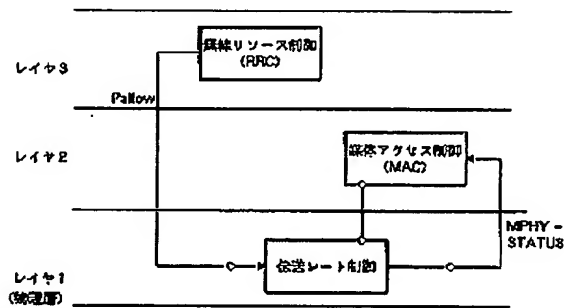 無線リソース制御
(RRC)
レイヤ3
Pallow
レイヤ2
媒体アクセス制御
(MAC)
MPHY-
STATUS
伝送レート制御
レイヤ1
(物理層)